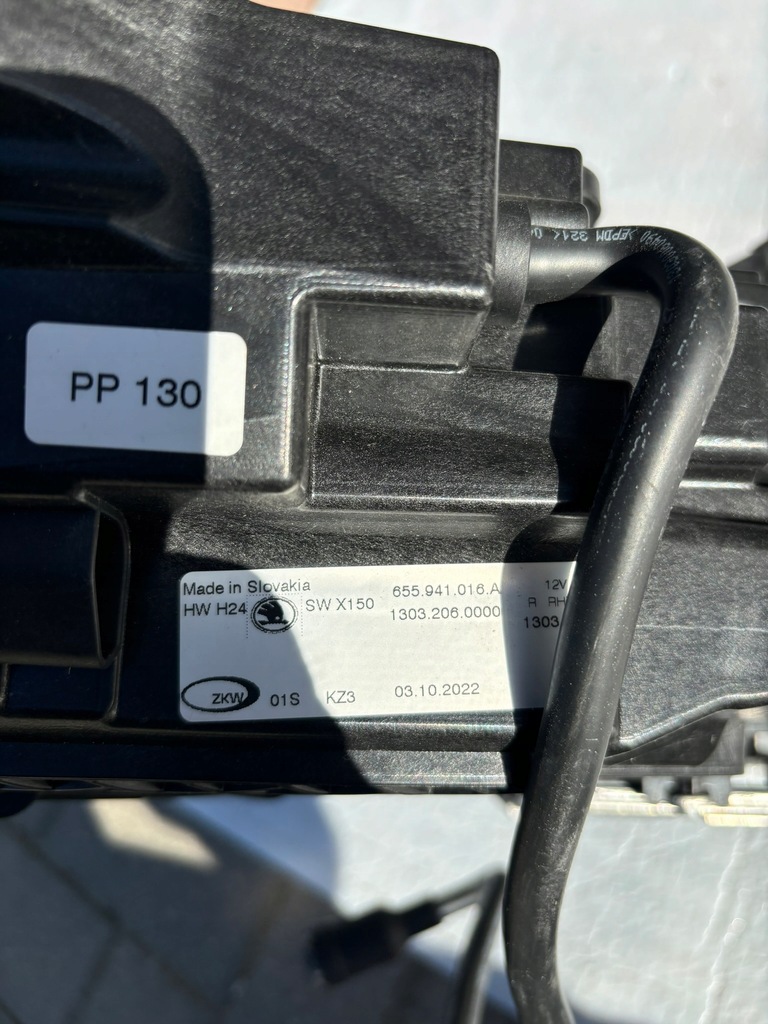 >EPDM 321<
PP 130
Made in Slovakia 655.941.016.A 12V
HW H24 SW X150 1303.206.0000 R RH
1303.
ZKW 01S KZ3 03.10.2022